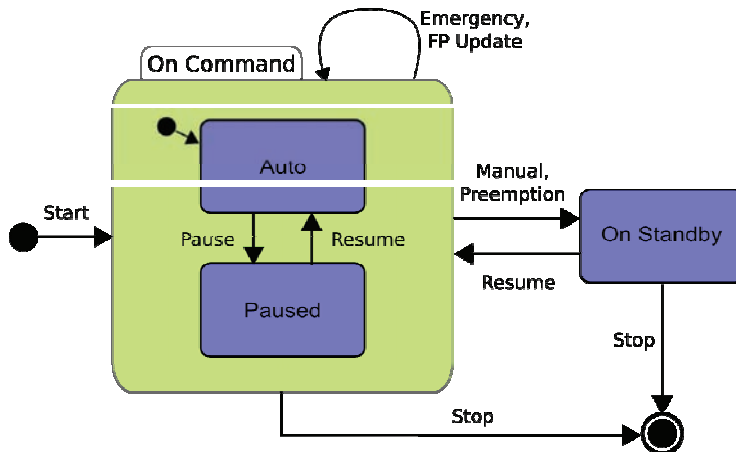 Emergency,
FP Update
On Command
Auto
Manual,
Preemption
Start
Pause
Resume
On Standby
Resume
Paused
Stop
Stop